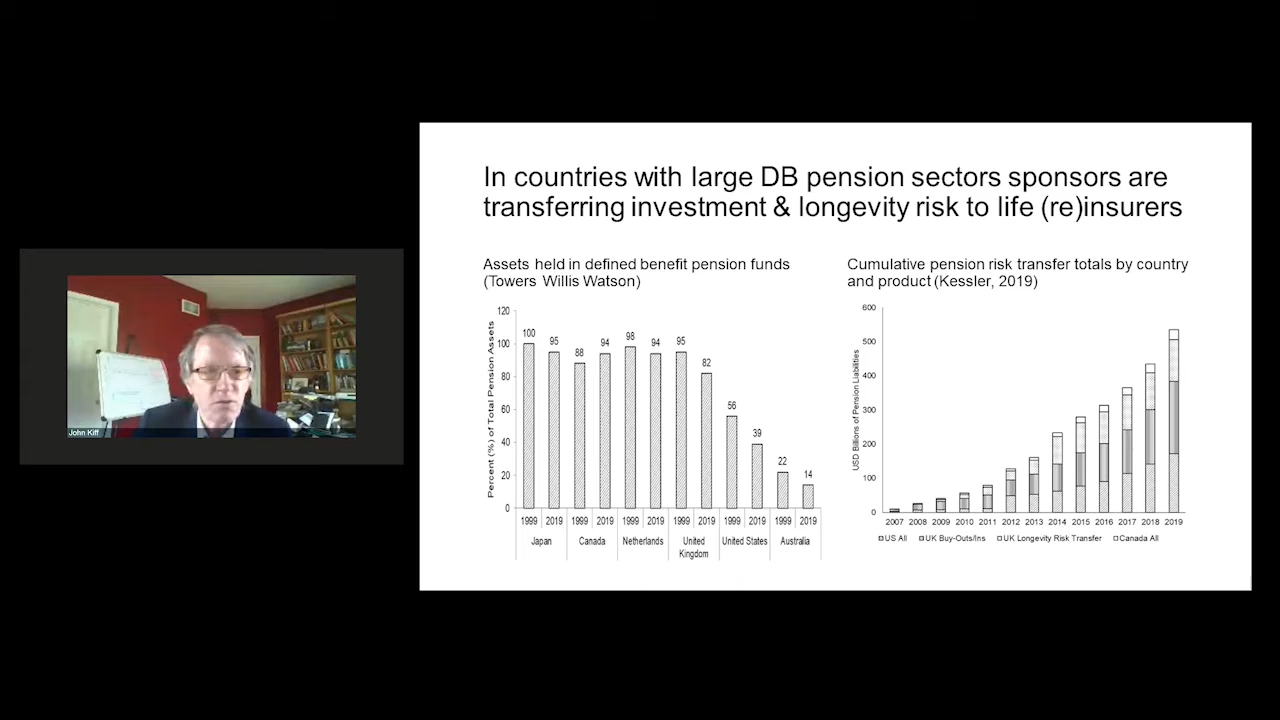 In countries with large DB pension sectors sponsors are
transferring investment & longevity risk to life (re)insurers
Assets held in defined benefit pension funds
(Towers Willis Watson)
Percent (%) of Total Pension Assets
120
100
80
60
40
20
0
100
95
88
94
98
94
95
82
56
39
22
14
1999 2019 1999 2019 1999 2019 1999 2019 1999 2019 1999 2019
Japan Canada Netherlands United Kingdom United States Australia
Cumulative pension risk transfer totals by country
and product (Kessler, 2019)
USD Billions of Pension Liabilities
600
500
400
300
200
100
0
2007 2008 2009 2010 2011 2012 2013 2014 2015 2016 2017 2018 2019
US All UK Buy-Outs/Ins UK Longevity Risk Transfer Canada All
John Kiff